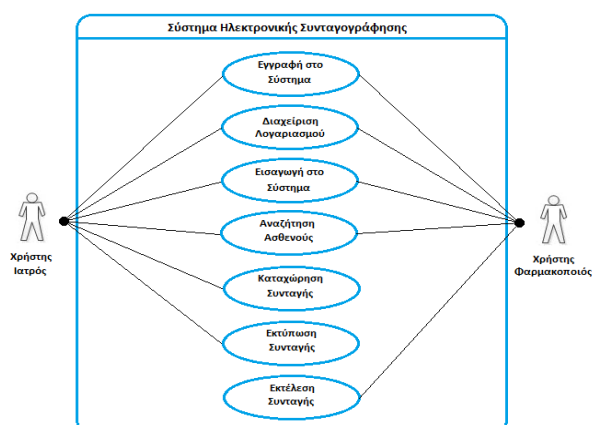 Σύστημα Ηλεκτρονικής Συνταγογράφησης
Εγγραφή στο
Σύστημα
Διαχείριση
Λογαριασμού
Εισαγωγή στο
Σύστημα
Αναζήτηση
Ασθενούς
Καταχώρηση
Συνταγής
Εκτύπωση
Συνταγής
Εκτέλεση
Συνταγής
Χρήστης
Ιατρός
Χρήστης
Φαρμακοποιός